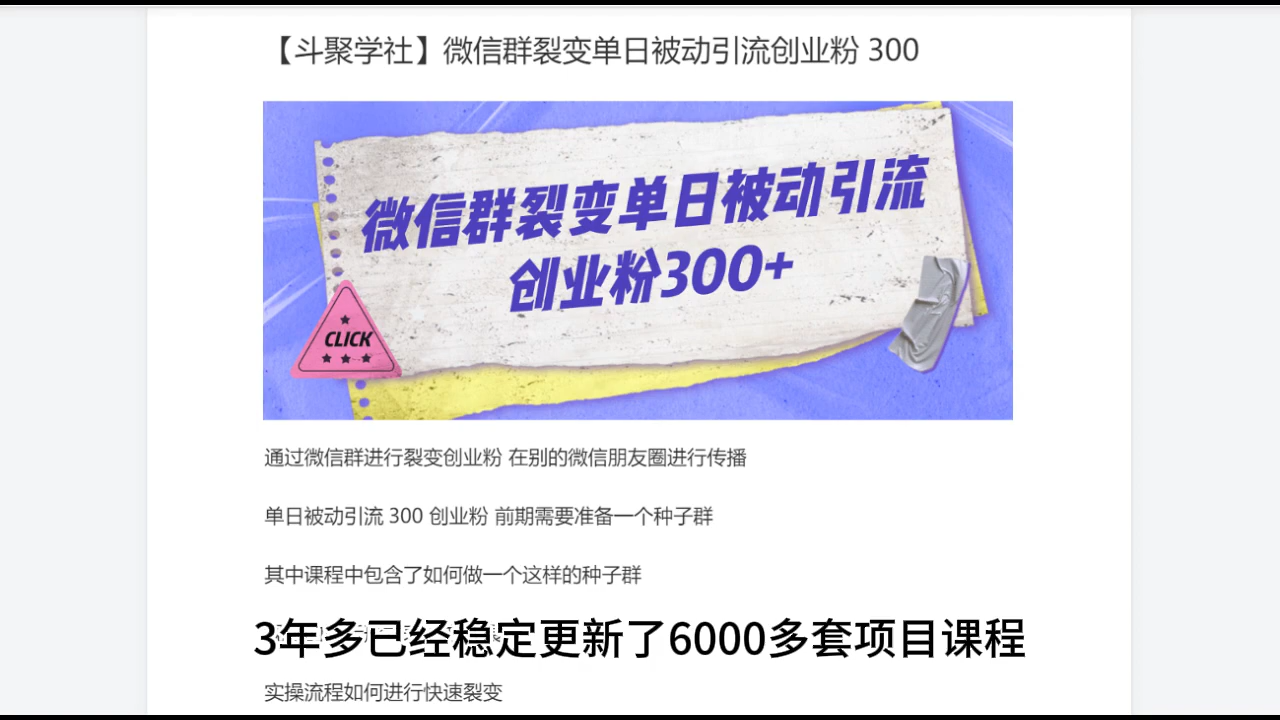 【斗聚学社】微信群裂变单日被动引流创业粉 300
微信群裂变单日被动引流
创业粉300+
CLICK
通过微信群进行裂变创业粉 在别的微信朋友圈进行传播
单日被动引流 300 创业粉 前期需要准备一个种子群
其中课程中包含了如何做一个这样的种子群
3年多已经稳定更新了6000多套项目课程
实操流程如何进行快速裂变